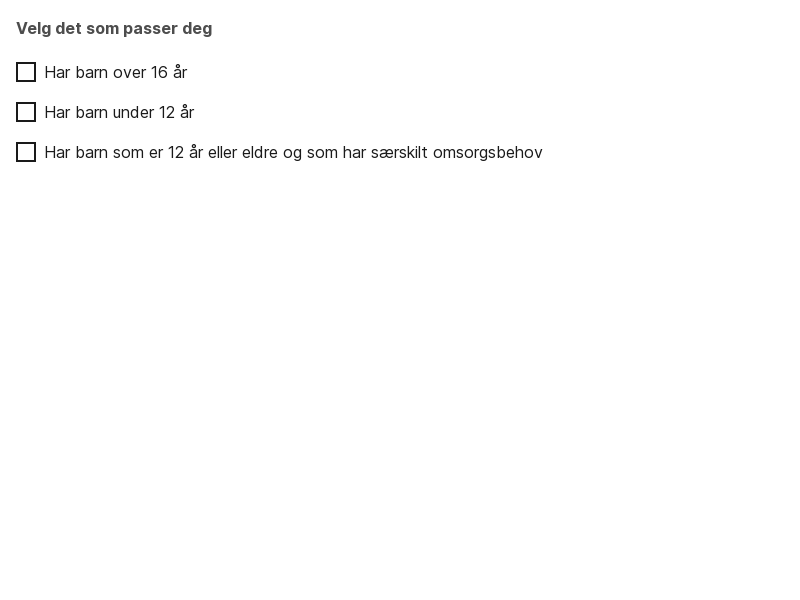 Velg det som passer deg
Har barn over 16 år
Har barn under 12 år
Har barn som er 12 år eller eldre og som har særskilt omsorgsbehov